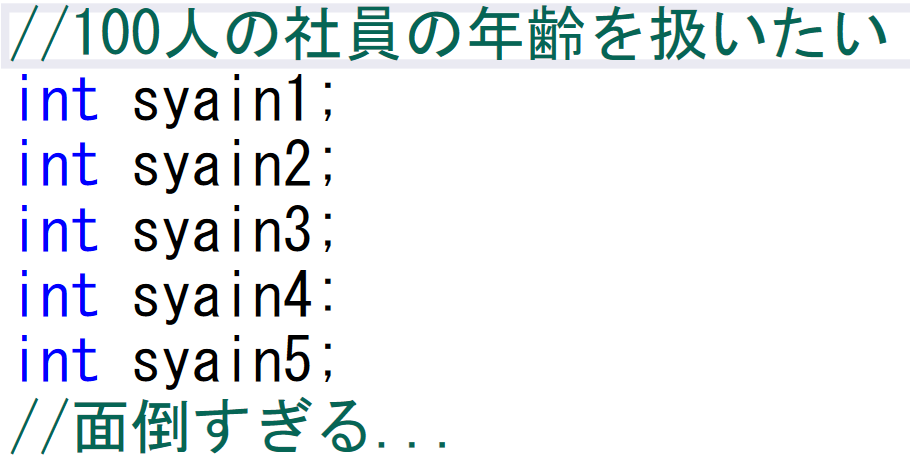 //100人の社員の年齢を扱いたい
int syain1;
int syain2;
int syain3;
int syain4:
int syain5;
//面倒すぎる...